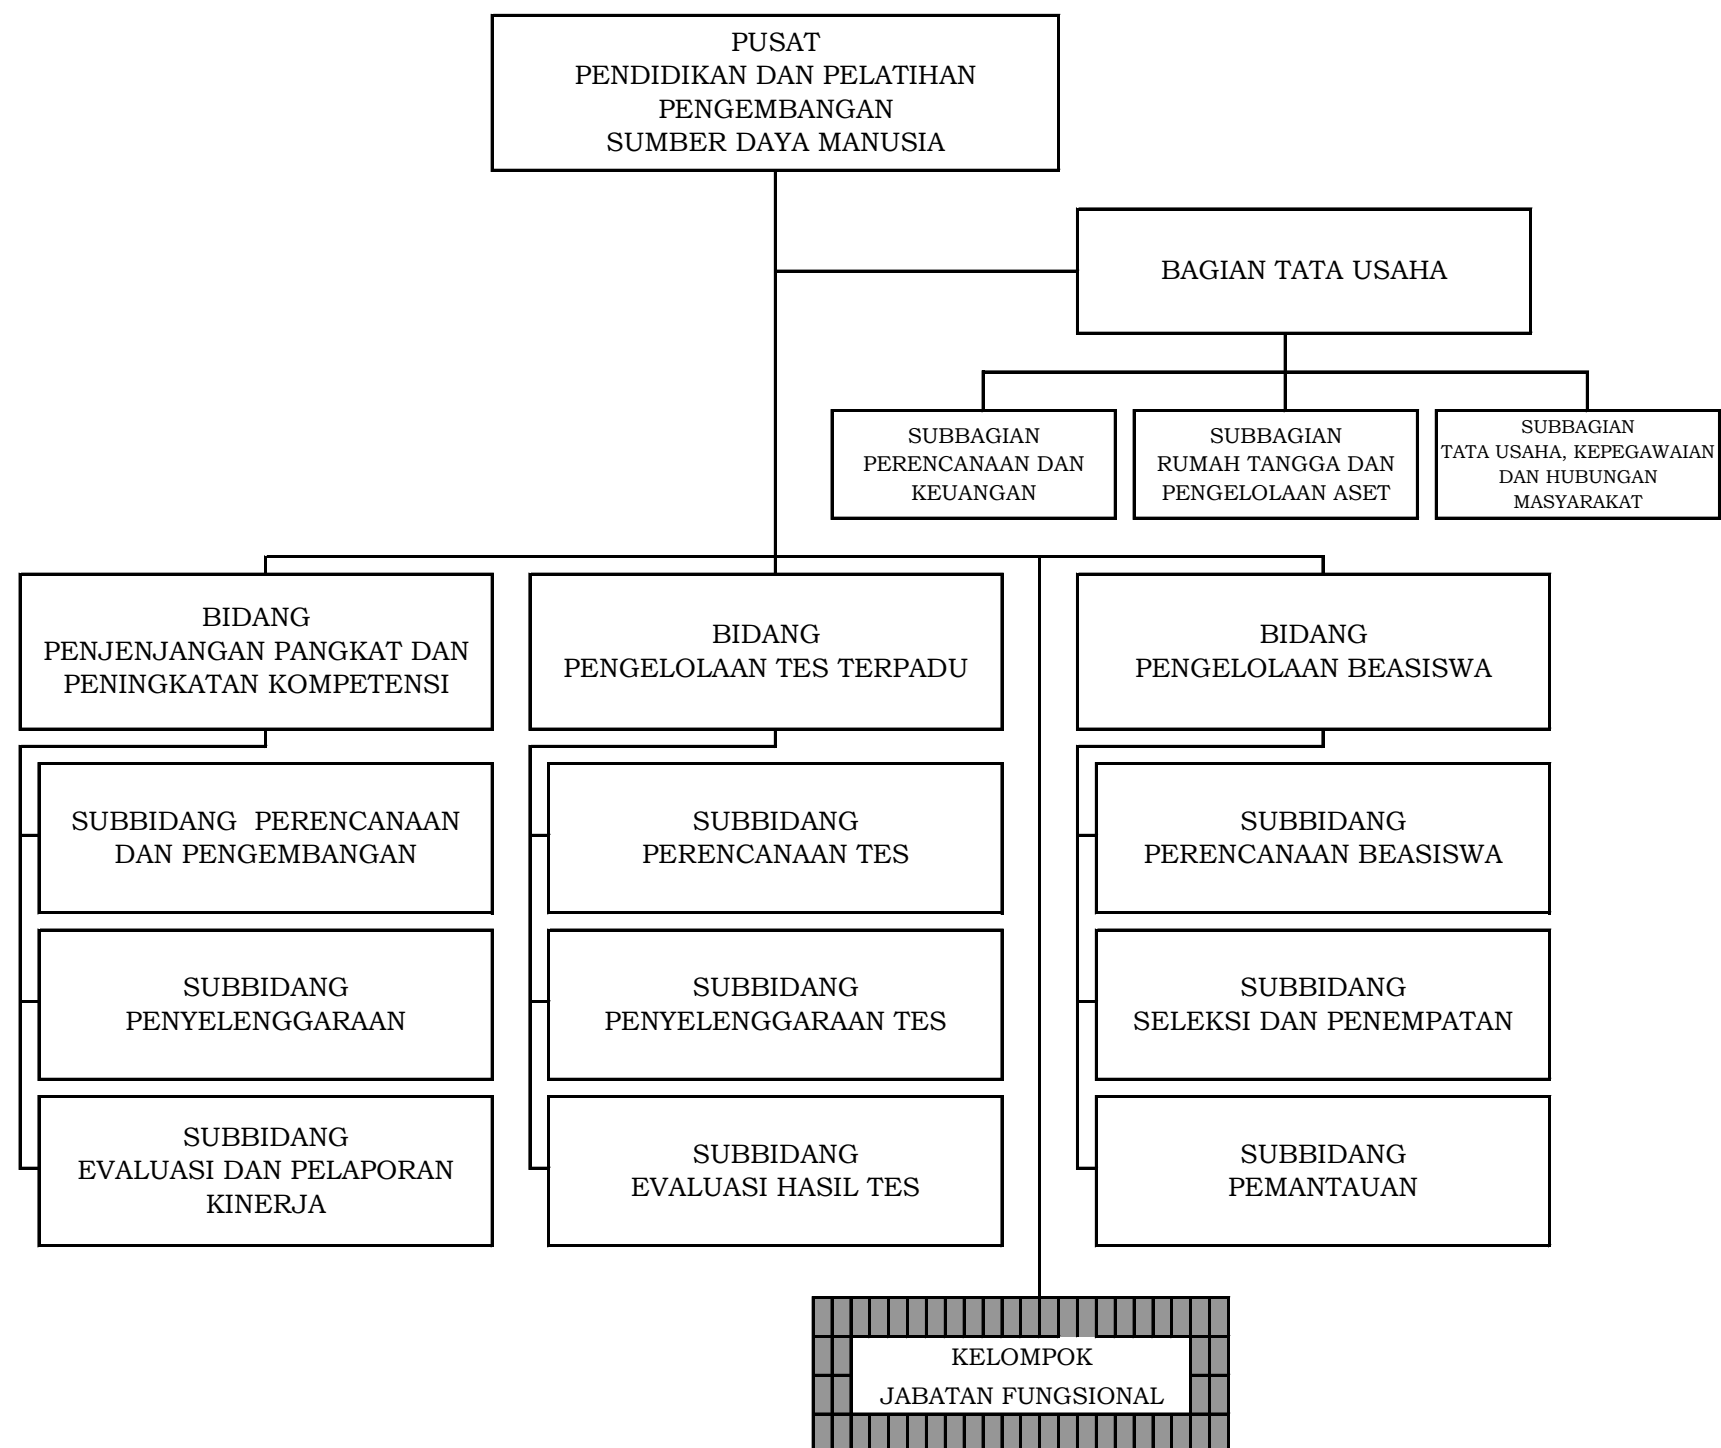 PUSAT
PENDIDIKAN DAN PELATIHAN
PENGEMBANGAN
SUMBER DAYA MANUSIA
BAGIAN TATA USAHA
SUBBAGIAN
PERENCANAAN DAN
KEUANGAN
SUBBAGIAN
RUMAH TANGGA DAN
PENGELOLAAN ASET
SUBBAGIAN
TATA USAHA, KEPEGAWAIAN
DAN HUBUNGAN
MASYARAKAT
BIDANG
PENJENJANGAN PANGKAT DAN
PENINGKATAN KOMPETENSI
BIDANG
PENGELOLAAN TES TERPADU
BIDANG
PENGELOLAAN BEASISWA
SUBBIDANG  PERENCANAAN
DAN PENGEMBANGAN
SUBBIDANG
PERENCANAAN TES
SUBBIDANG
PERENCANAAN BEASISWA
SUBBIDANG
PENYELENGGARAAN
SUBBIDANG
PENYELENGGARAAN TES
SUBBIDANG
SELEKSI DAN PENEMPATAN
SUBBIDANG
EVALUASI DAN PELAPORAN
KINERJA
SUBBIDANG
EVALUASI HASIL TES
SUBBIDANG
PEMANTAUAN
KELOMPOK
JABATAN FUNGSIONAL